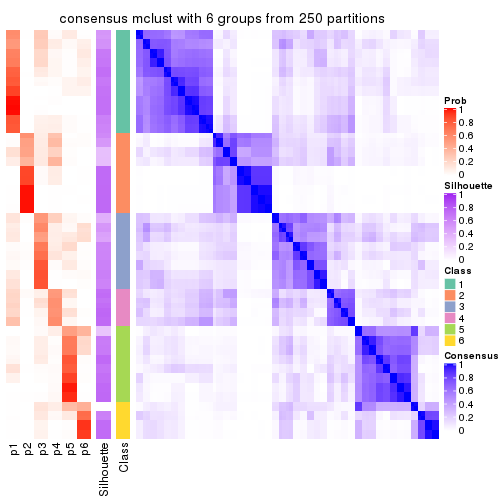 consensus mclust with 6 groups from 250 partitions
Prob
1
0.8
0.6
0.4
0.2
0
Silhouette
1
0.8
0.6
0.4
0.2
0
Class
1
2
3
4
5
6
Consensus
1
0.8
0.6
0.4
0.2
0
p1
p2
p3
p4
p5
p6
Silhouette
Class